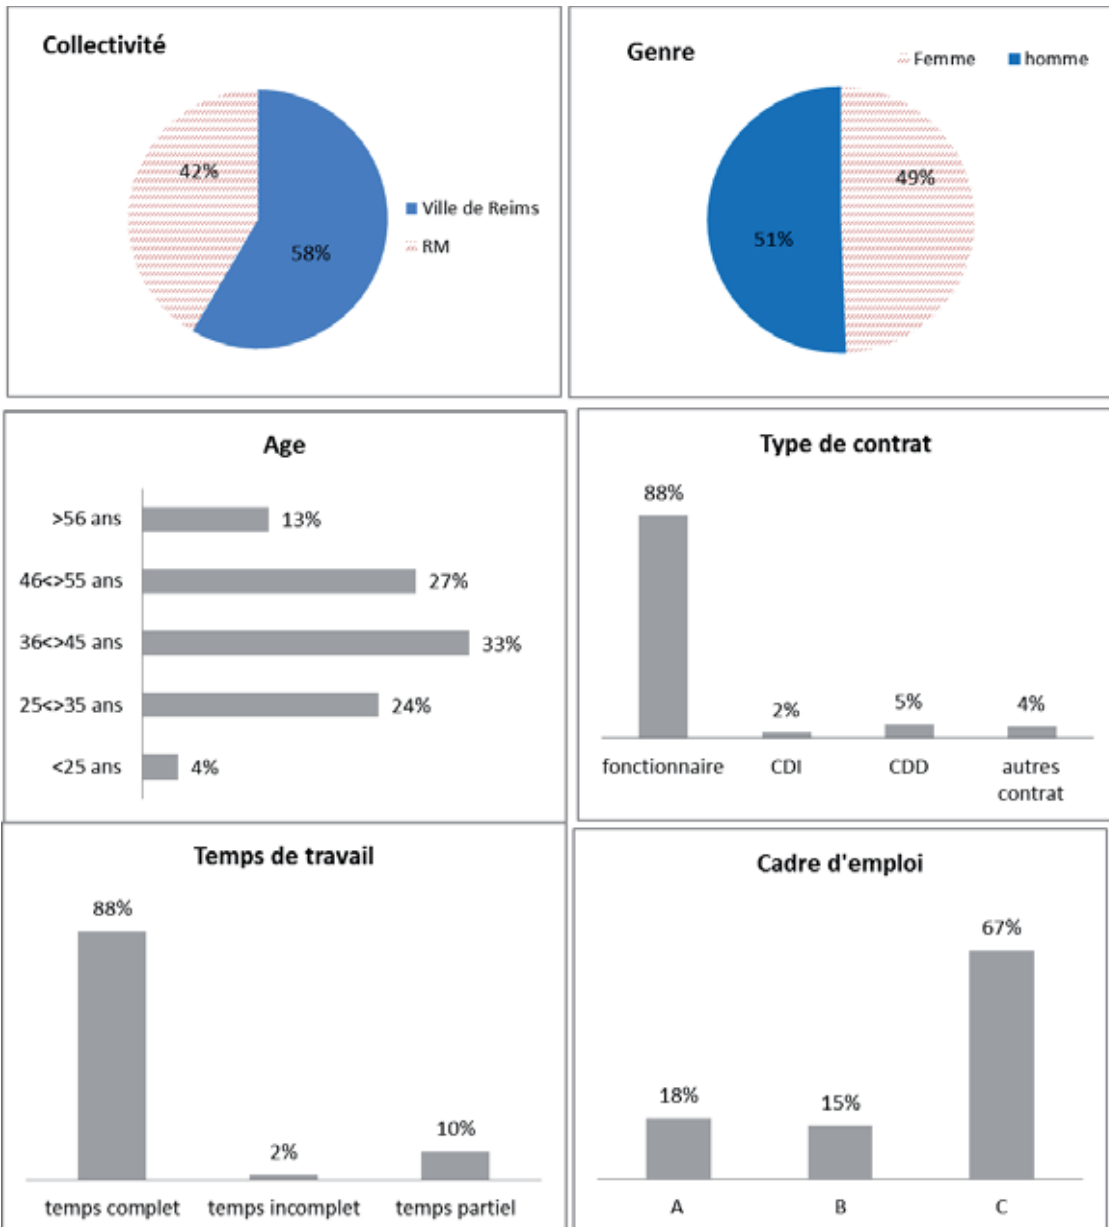 Collectivité
42%
58%
Ville de Reims
RM
Genre
Femme homme
49%
51%
Age
>56 ans 13%
46<>55 ans 27%
36<>45 ans 33%
25<>35 ans 24%
<25 ans 4%
Type de contrat
88%
2% 5% 4%
fonctionnaire CDI CDD autres
contrat
Temps de travail
88%
2% 10%
temps complet temps incomplet temps partiel
Cadre d'emploi
67%
18% 15%
A B C